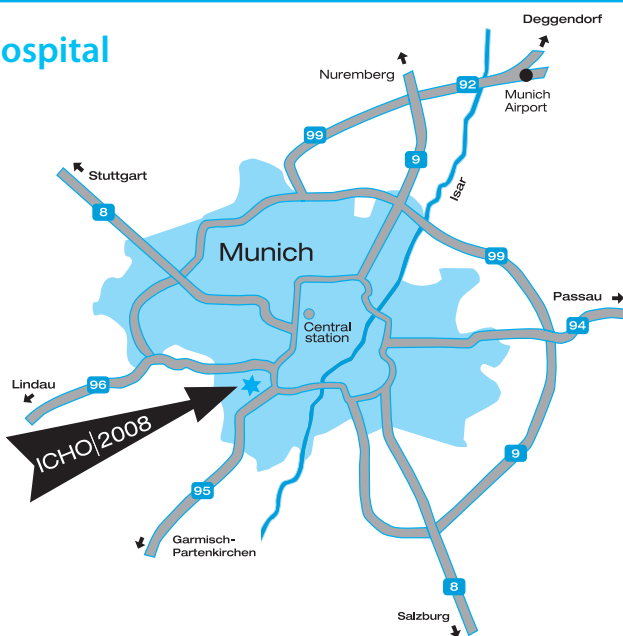 ospital
Deggendorf
Nuremberg
92
Munich
Airport
99
9
Stuttgart
Isar
8
Munich
99
Passau
Central
station
94
Lindau
96
ICHO|2008
9
95
Garmisch-
Partenkirchen
8
Salzburg